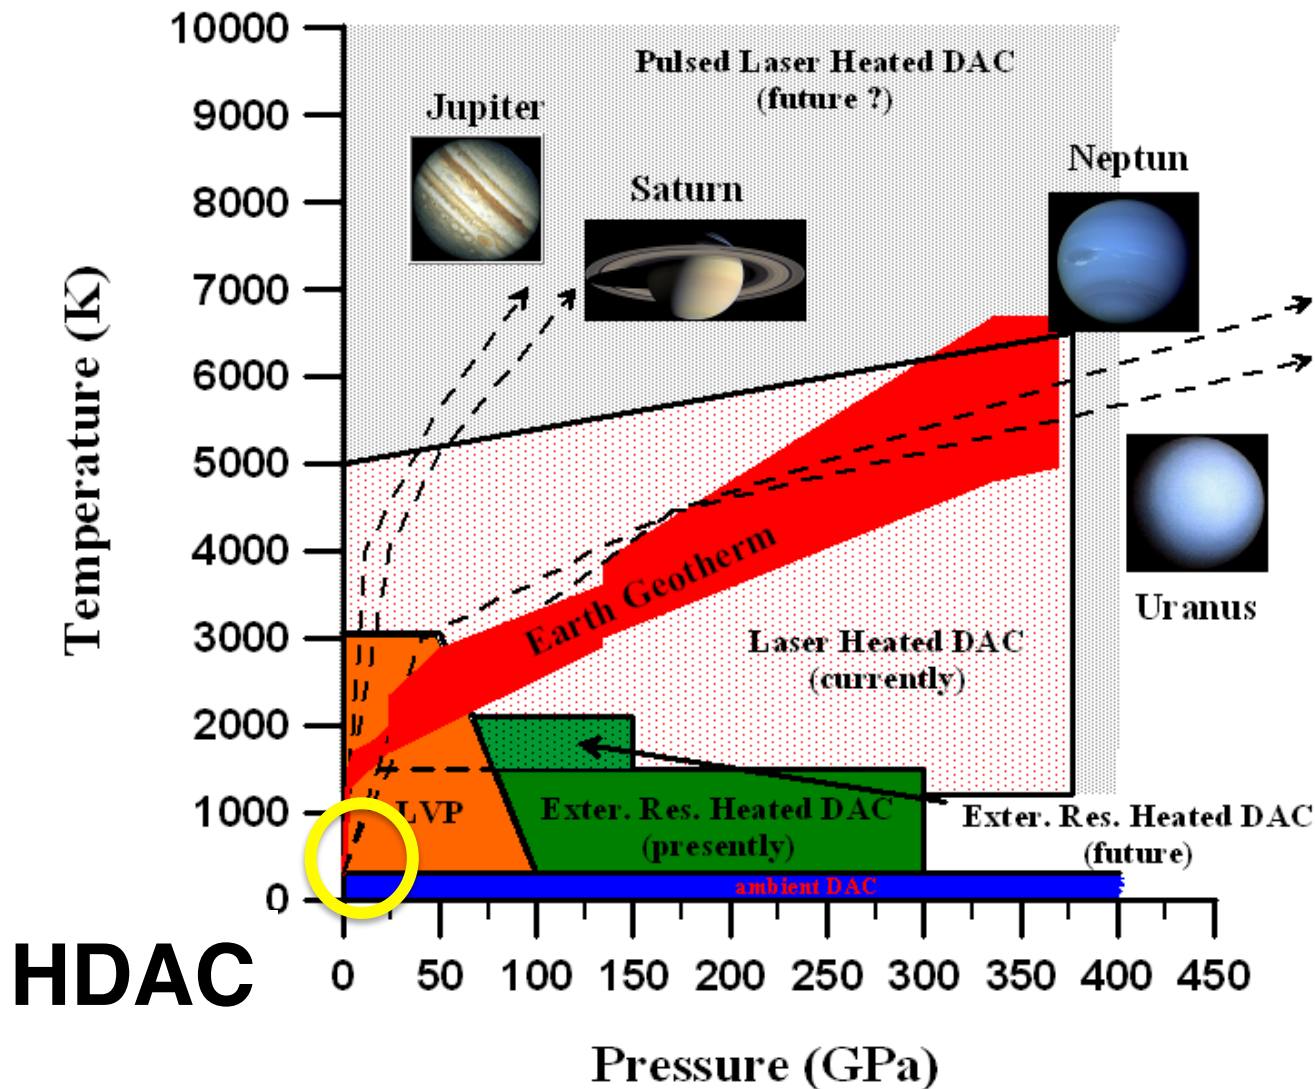 10000
9000
8000
7000
6000
5000
4000
3000
2000
1000
0
Temperature (K)
Pulsed Laser Heated DAC
(future ?)
Jupiter
Saturn
Neptun
Uranus
Earth Geotherm
Laser Heated DAC
(currently)
LVP
Exter. Res. Heated DAC
(presently)
Exter. Res. Heated DAC
(future)
ambient DAC
HDAC
0 50 100 150 200 250 300 350 400 450
Pressure (GPa)